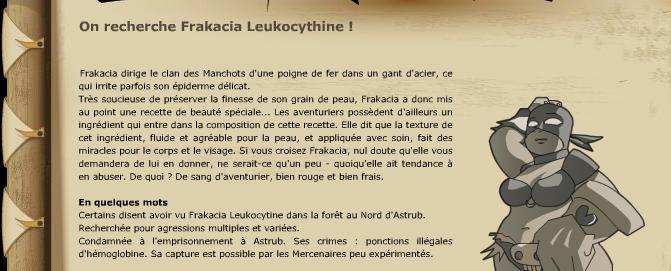 On recherche Frakacia Leukocythine !
Frakacia dirige le clan des Manchots d'une poigne de fer dans un gant d'acier, ce
qui irrite parfois son épiderme délicat.
Très soucieuse de préserver la finesse de son grain de peau, Frakacia a donc mis
au point une recette de beauté spéciale... Les aventuriers possèdent d'ailleurs un
ingrédient qui entre dans la composition de cette recette. Elle dit que la texture de
cet ingrédient, fluide et agréable pour la peau, et appliquée avec soin, fait des
miracles pour le corps et le visage. Si vous croisez Frakacia, nul doute qu'elle vous
demandera de lui en donner, ne serait-ce qu'un peu - quoiqu'elle ait tendance à
en abuser. De quoi ? De sang d'aventurier, bien rouge et bien frais.
En quelques mots
Certains disent avoir vu Frakacia Leukocytine dans la forêt au Nord d'Astrub.
Recherchée pour agressions multiples et variées.
Condamnée à l'emprisonnement à Astrub. Ses crimes : ponctions illégales
d'hémoglobine. Sa capture est possible par les Mercenaires peu expérimentés.